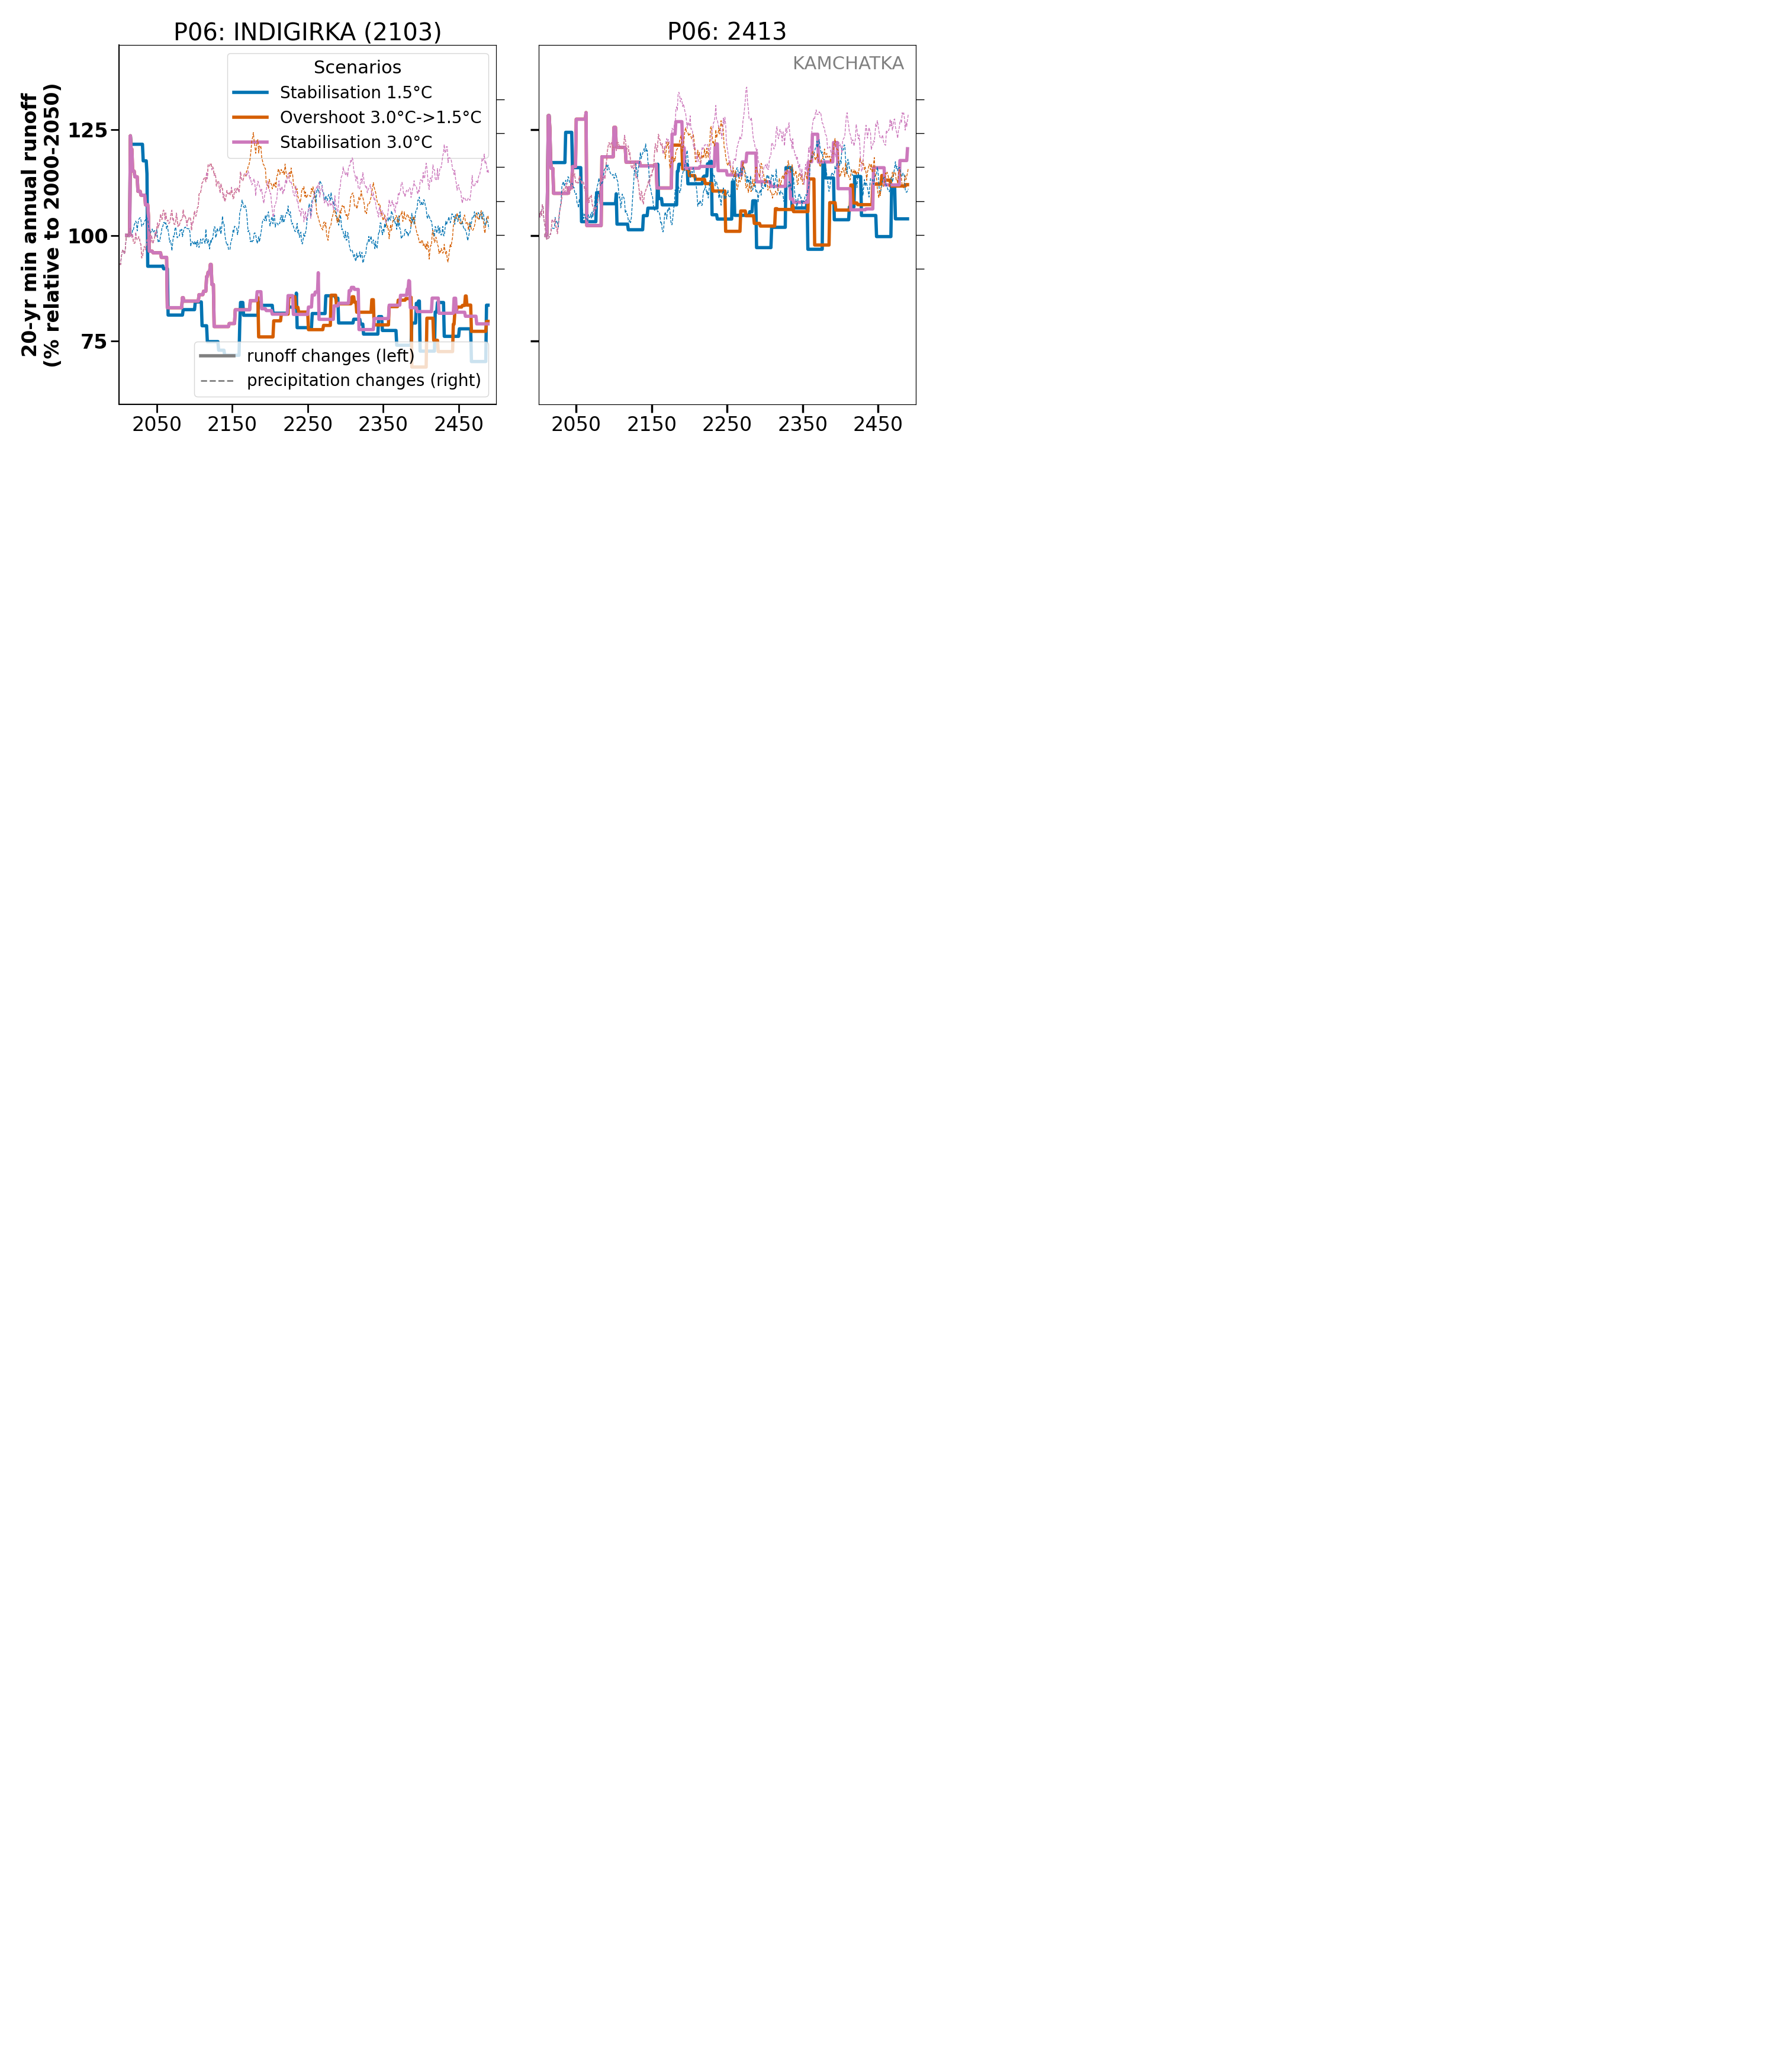 P06: INDIGIRKA (2103)
P06: 2413
20-yr min annual runoff
(% relative to 2000-2050)
125
100
75
Scenarios
Stabilisation 1.5°C
Overshoot 3.0°C->1.5°C
Stabilisation 3.0°C
runoff changes (left)
precipitation changes (right)
KAMCHATKA
2050 2150 2250 2350 2450
2050 2150 2250 2350 2450